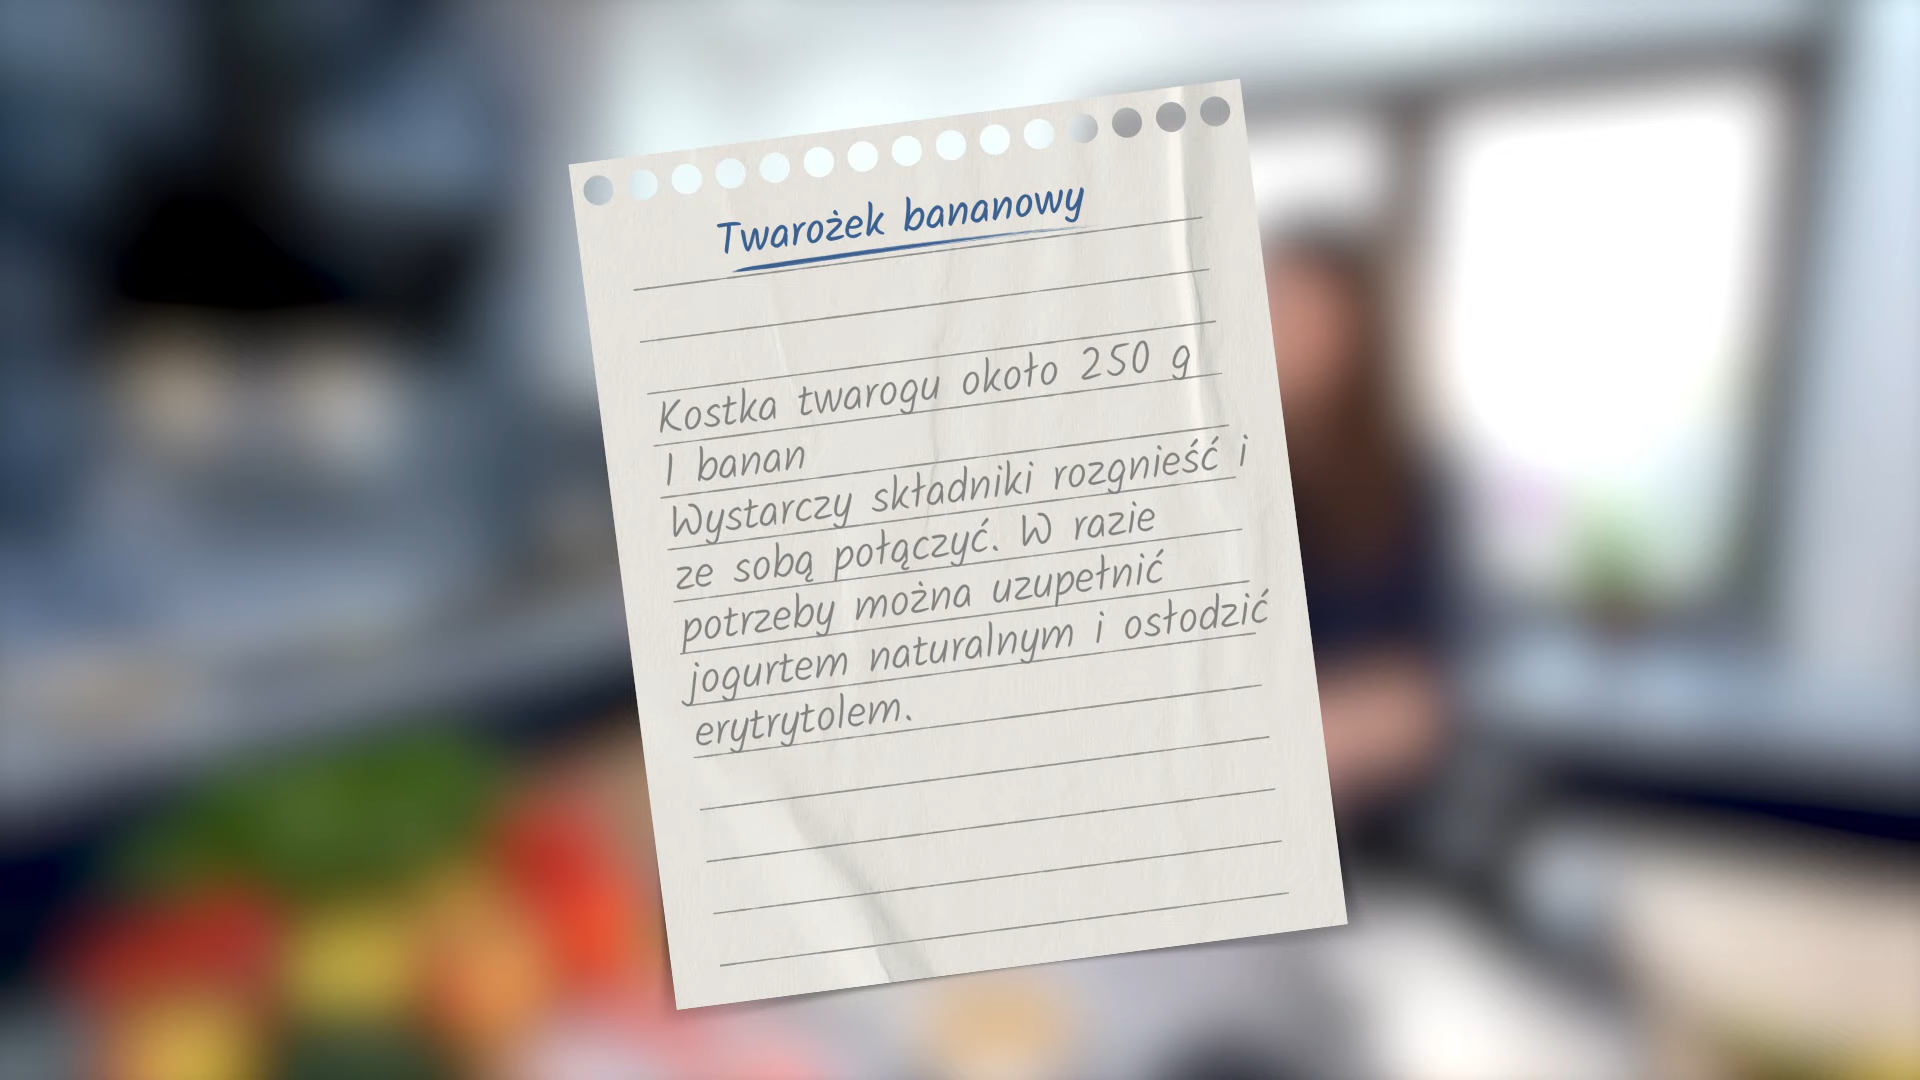 Twarożek bananowy
Kostka twarogu około 250 g
1 banan
Wystarczy składniki rozgnieść i
ze sobą połączyć. W razie
potrzeby można uzupełnić
jogurtem naturalnym i osłodzić
erytrytolem.